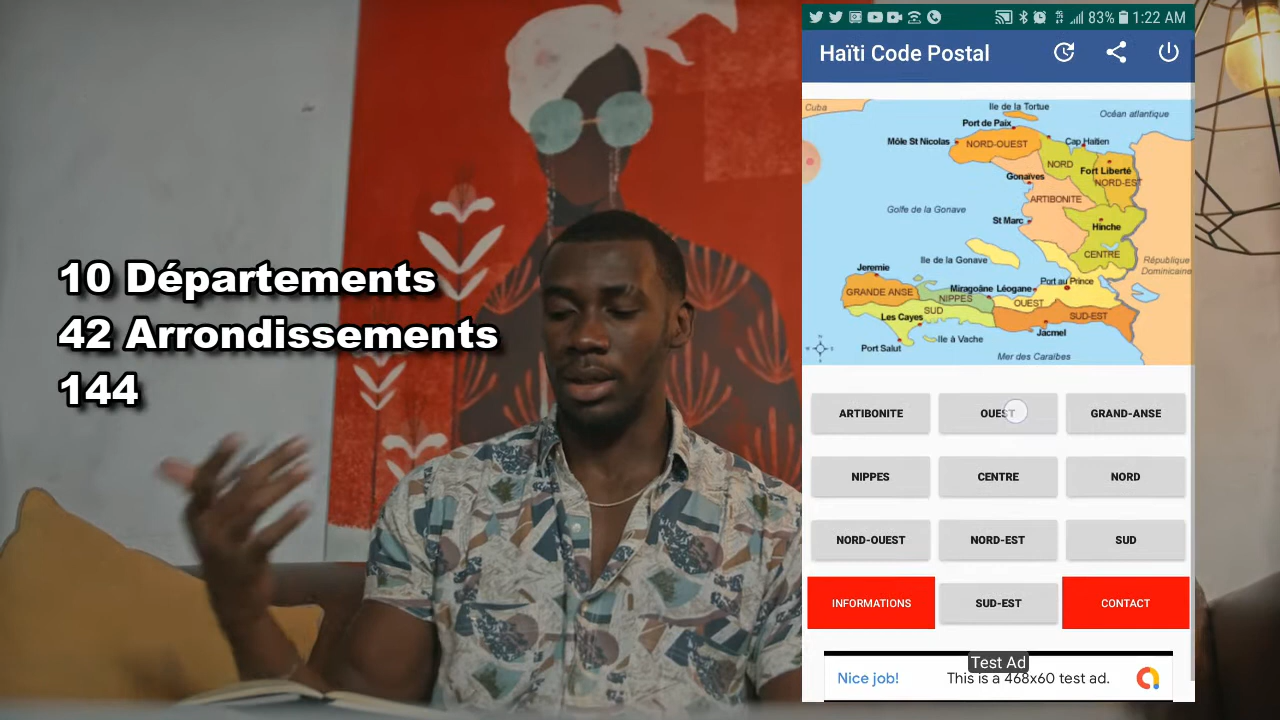 10 Départements
42 Arrondissements
144
83% 1:22 AM
Haïti Code Postal
Cuba
Ile de la Tortue
Océan atlantique
Port de Paix
Môle St Nicolas
NORD-OUEST
Cap Haitien
NORD
Fort Liberté
NORD-EST
Gonaïves
ARTIBONITE
Golfe de la Gonave
St Marc
Hinche
CENTRE
République
Dominicaine
Ile de la Gonave
Jeremie
Port au Prince
Miragoâne Léogane
GRANDE ANSE
NIPPES
OUEST
SUD
SUD-EST
Les Cayes
Jacmel
Ile à Vache
Port Salut
Mer des Caraïbes
W
ARTIBONITE OUEST GRAND-ANSE
NIPPES CENTRE NORD
NORD-OUEST NORD-EST SUD
INFORMATIONS SUD-EST CONTACT
Test Ad
Nice job! This is a 468x60 test ad.